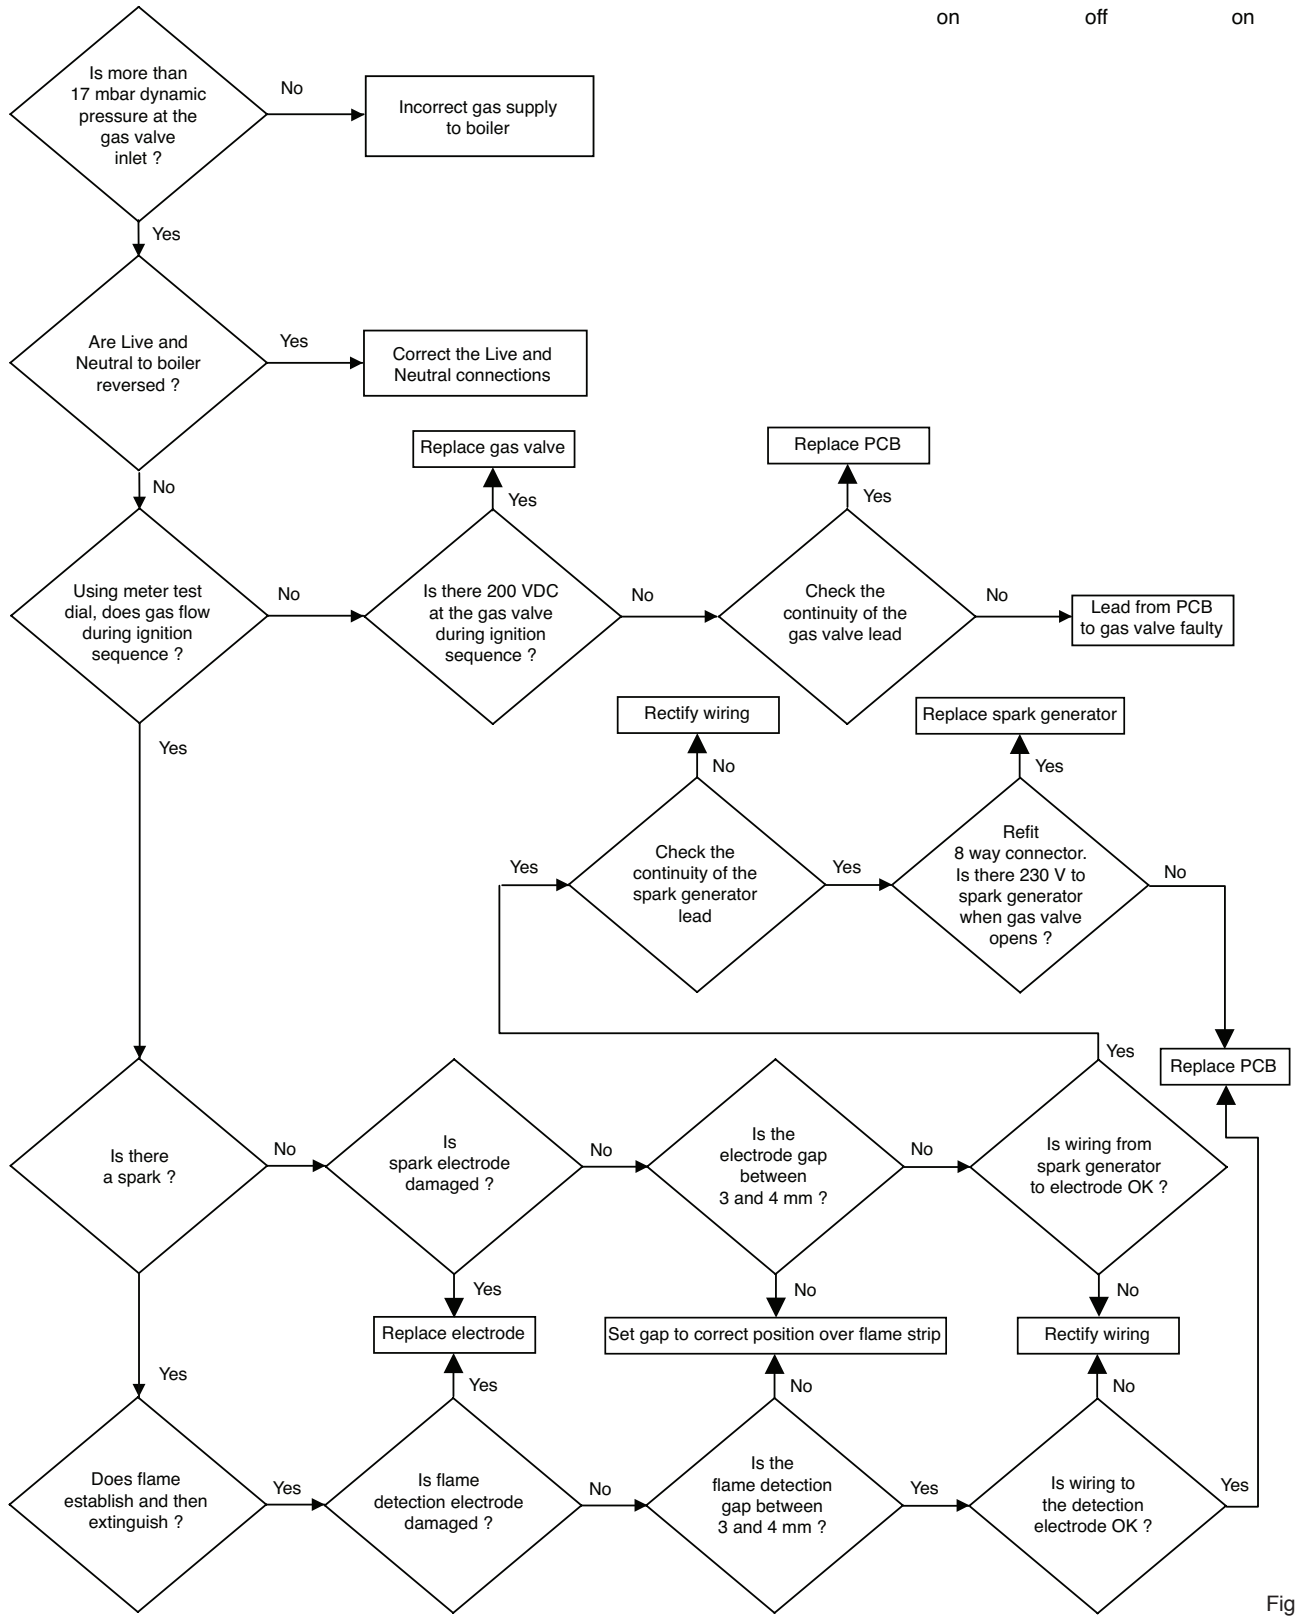 on off on
Is more than
17 mbar dynamic
pressure at the
gas valve
inlet ?
No
Incorrect gas supply
to boiler
Yes
Are Live and
Neutral to boiler
reversed ?
Yes
Correct the Live and
Neutral connections
No
Replace gas valve
Yes
Replace PCB
Yes
Using meter test
dial, does gas flow
during ignition
sequence ?
No
Is there 200 VDC
at the gas valve
during ignition
sequence ?
No
Check the
continuity of the
gas valve lead
No
Lead from PCB
to gas valve faulty
Yes
Rectify wiring
No
Replace spark generator
Yes
Yes
Check the
continuity of the
spark generator
lead
Yes
Refit
8 way connector.
Is there 230 V to
spark generator
when gas valve
opens ?
No
Yes
Replace PCB
Is there
a spark ?
No
Is
spark electrode
damaged ?
No
Is the
electrode gap
between
3 and 4 mm ?
No
Is wiring from
spark generator
to electrode OK ?
Yes
No
No
Replace electrode
Set gap to correct position over flame strip
Rectify wiring
Yes
Yes
No
No
Does flame
establish and then
extinguish ?
Yes
Is flame
detection electrode
damaged ?
No
Is the
flame detection
gap between
3 and 4 mm ?
Yes
Is wiring to
the detection
electrode OK ?
Yes
Fig